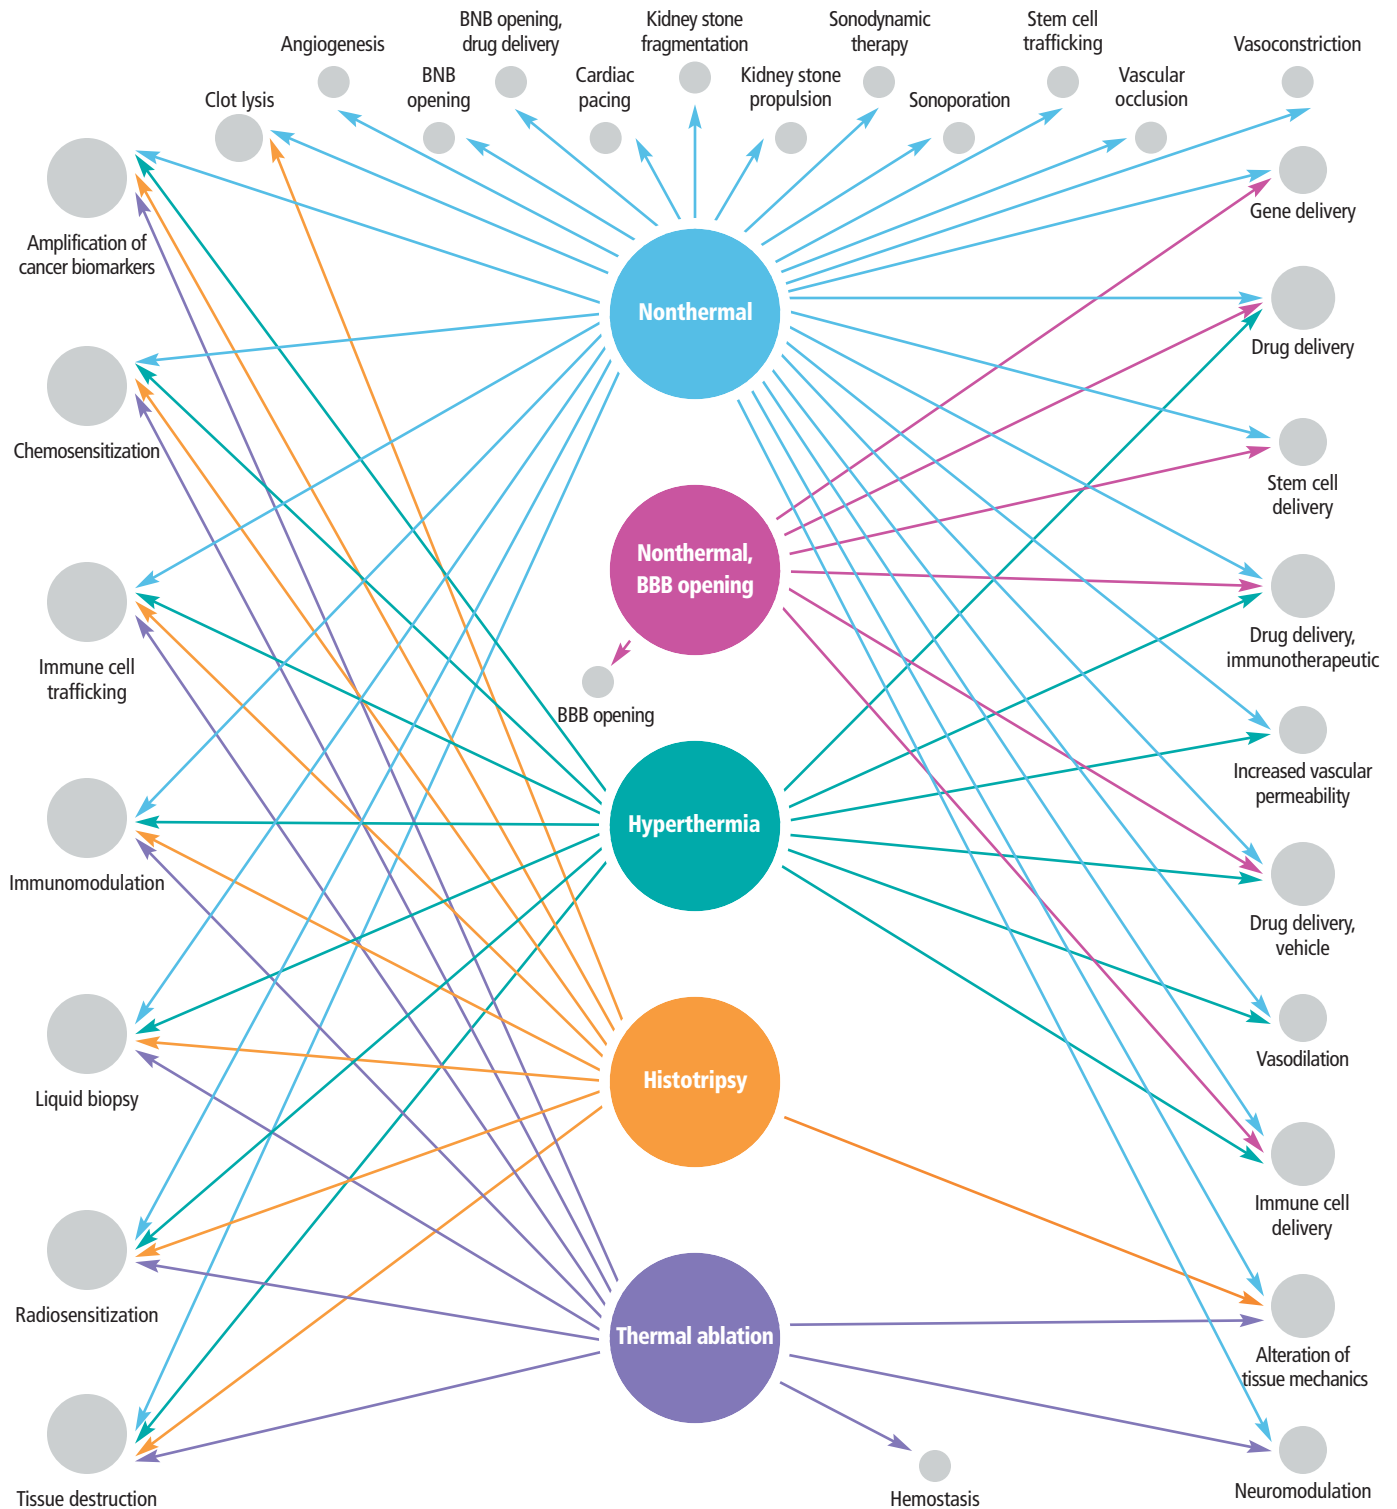 BNB opening,
drug delivery
Kidney stone
fragmentation
Sonodynamic
therapy
Stem cell
trafficking
Angiogenesis
Vasoconstriction
BNB
opening
Cardiac
pacing
Kidney stone
propulsion
Vascular
occlusion
Clot lysis
Sonoporation
Gene delivery
Amplification of
cancer biomarkers
Nonthermal
Drug delivery
Chemosensitization
Stem cell
delivery
Nonthermal,
BBB opening
Drug delivery,
immunotherapeutic
Immune cell
trafficking
BBB opening
Increased vascular
permeability
Hyperthermia
Immunomodulation
Drug delivery,
vehicle
Vasodilation
Histotripsy
Liquid biopsy
Immune cell
delivery
Radiosensitization
Thermal ablation
Alteration of
tissue mechanics
Tissue destruction
Hemostasis
Neuromodulation